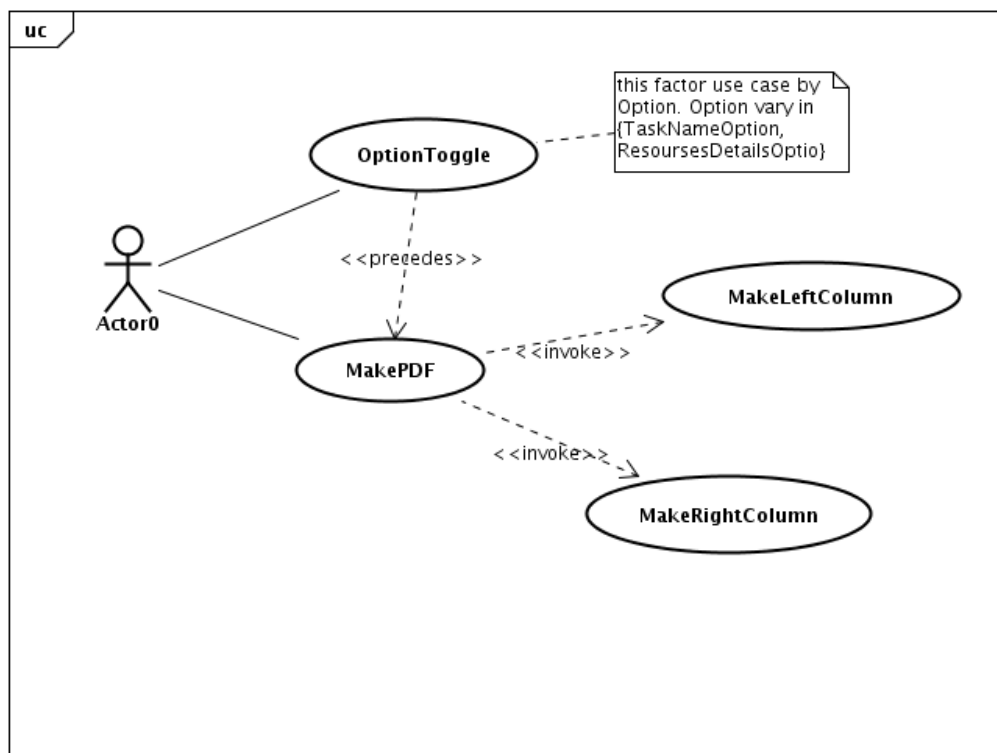 uc
this factor use case by
Option. Option vary in
{TaskNameOption,
ResoursesDetailsOptio}
OptionToggle
<<precedes>>
MakeLeftColumn
Actor0
<<invoke>>
MakePDF
<<invoke>>
MakeRightColumn